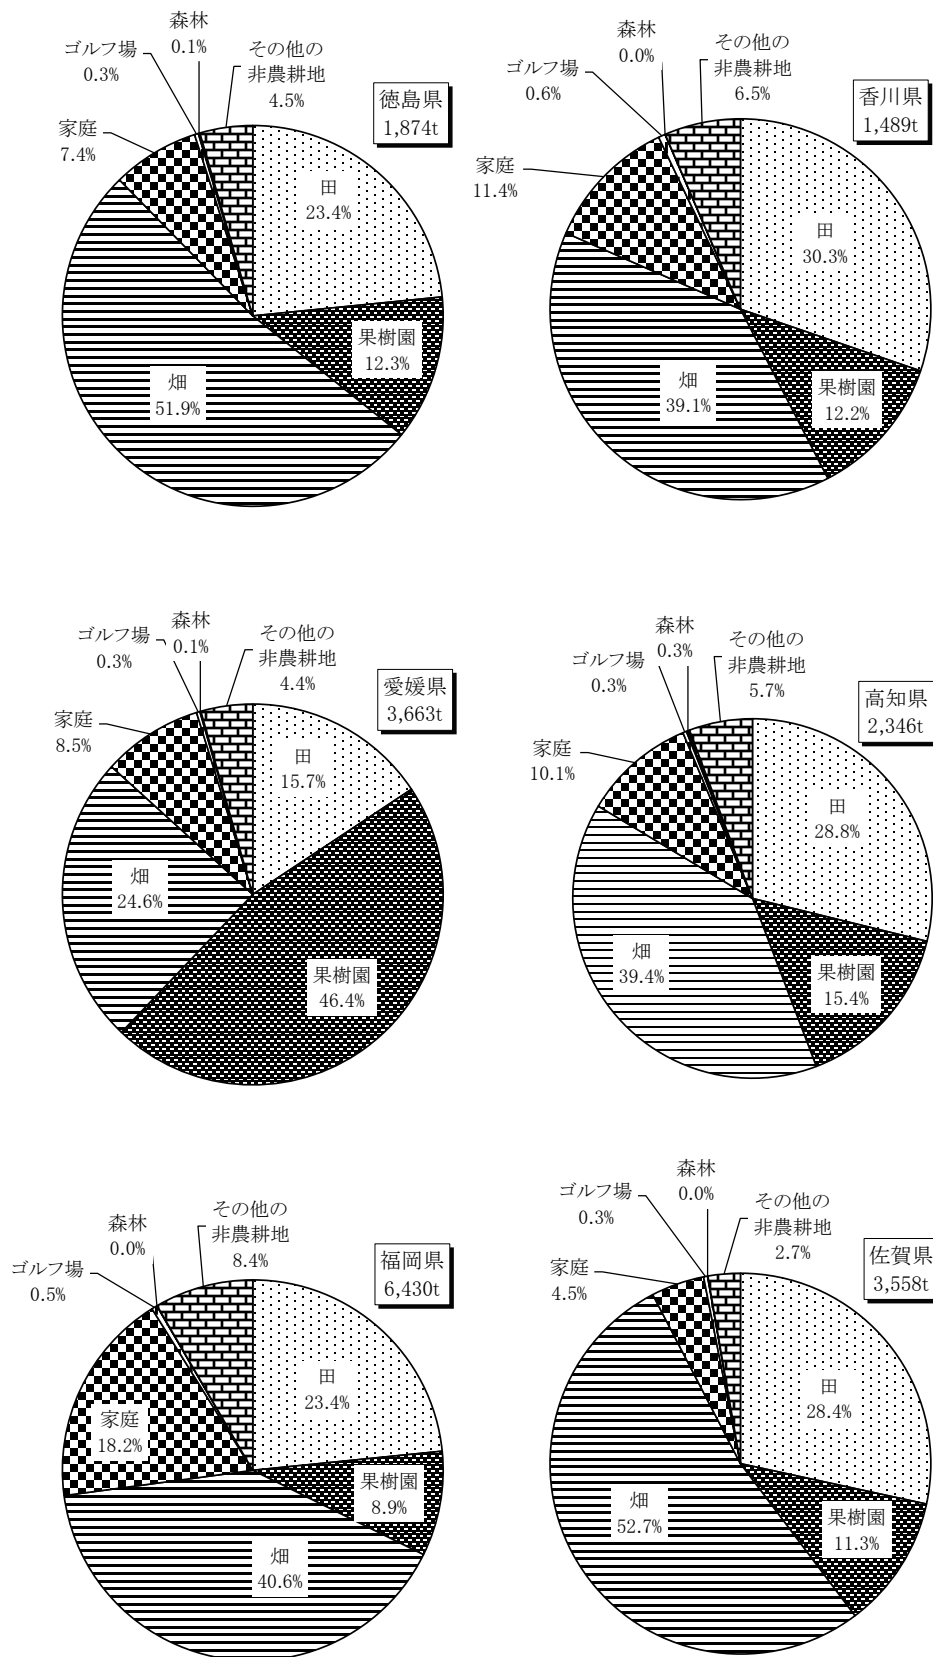 森林
0.1%
ゴルフ場
0.3%
その他の
非農耕地
4.5%
徳島県
1,874t
家庭
7.4%
田
23.4%
果樹園
12.3%
畑
51.9%
森林
0.0%
ゴルフ場
0.6%
その他の
非農耕地
6.5%
香川県
1,489t
家庭
11.4%
田
30.3%
果樹園
12.2%
畑
39.1%
森林
0.1%
ゴルフ場
0.3%
その他の
非農耕地
4.4%
愛媛県
3,663t
家庭
8.5%
田
15.7%
畑
24.6%
果樹園
46.4%
森林
0.3%
ゴルフ場
0.3%
その他の
非農耕地
5.7%
高知県
2,346t
家庭
10.1%
田
28.8%
畑
39.4%
果樹園
15.4%
森林
0.0%
ゴルフ場
0.5%
その他の
非農耕地
8.4%
福岡県
6,430t
田
23.4%
家庭
18.2%
果樹園
8.9%
畑
40.6%
森林
0.0%
ゴルフ場
0.3%
その他の
非農耕地
2.7%
佐賀県
3,558t
家庭
4.5%
田
28.4%
畑
52.7%
果樹園
11.3%